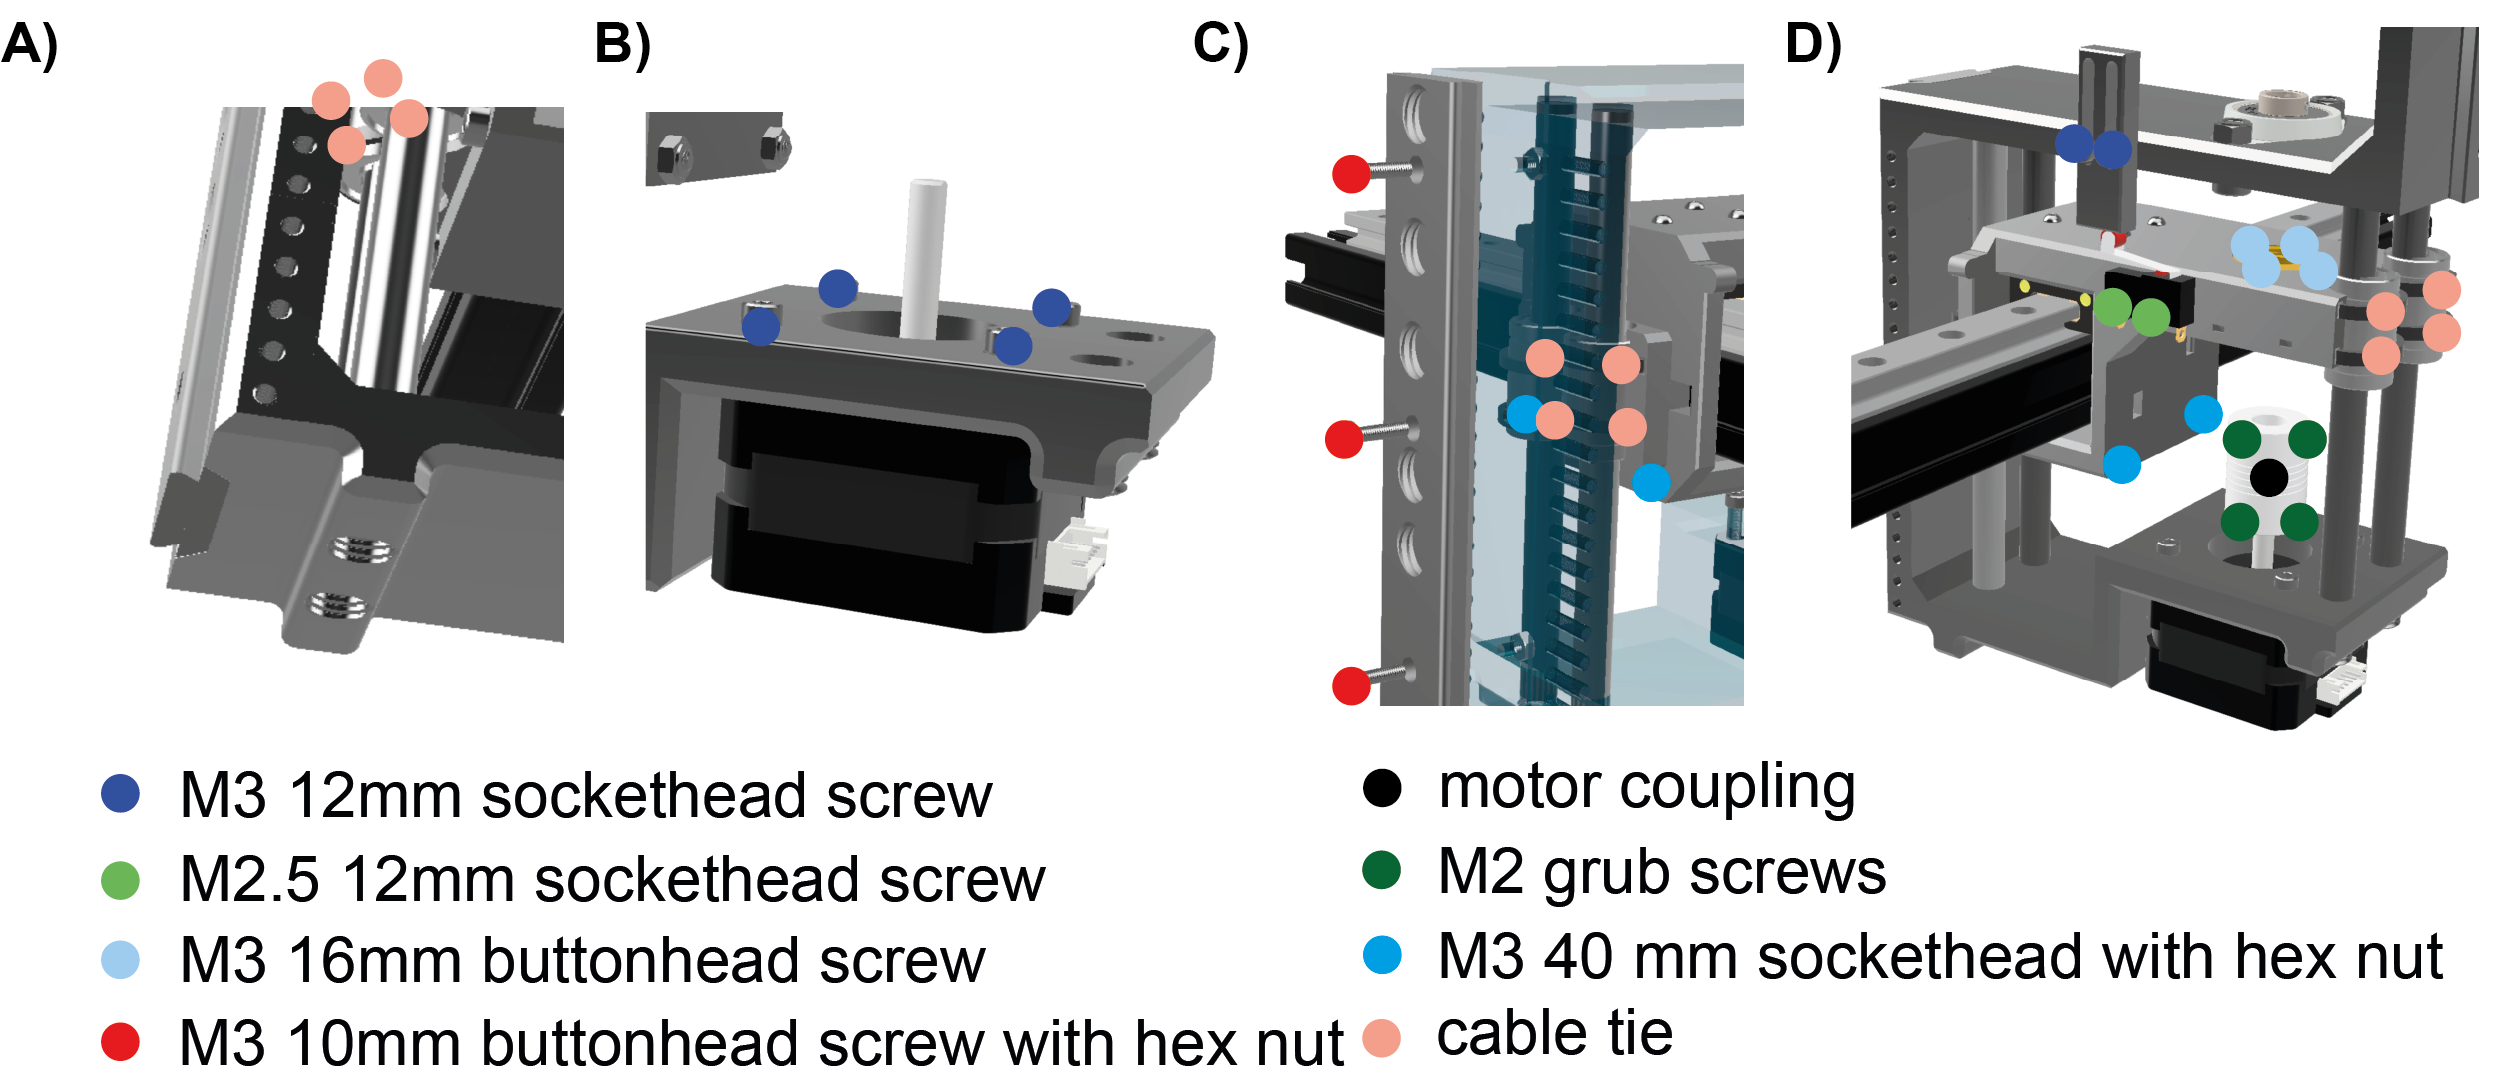 A)
B)
C)
D)
M3 12mm sockethead screw
M2.5 12mm sockethead screw
M3 16mm buttonhead screw
M3 10mm buttonhead screw with hex nut
motor coupling
M2 grub screws
M3 40 mm sockethead with hex nut
cable tie